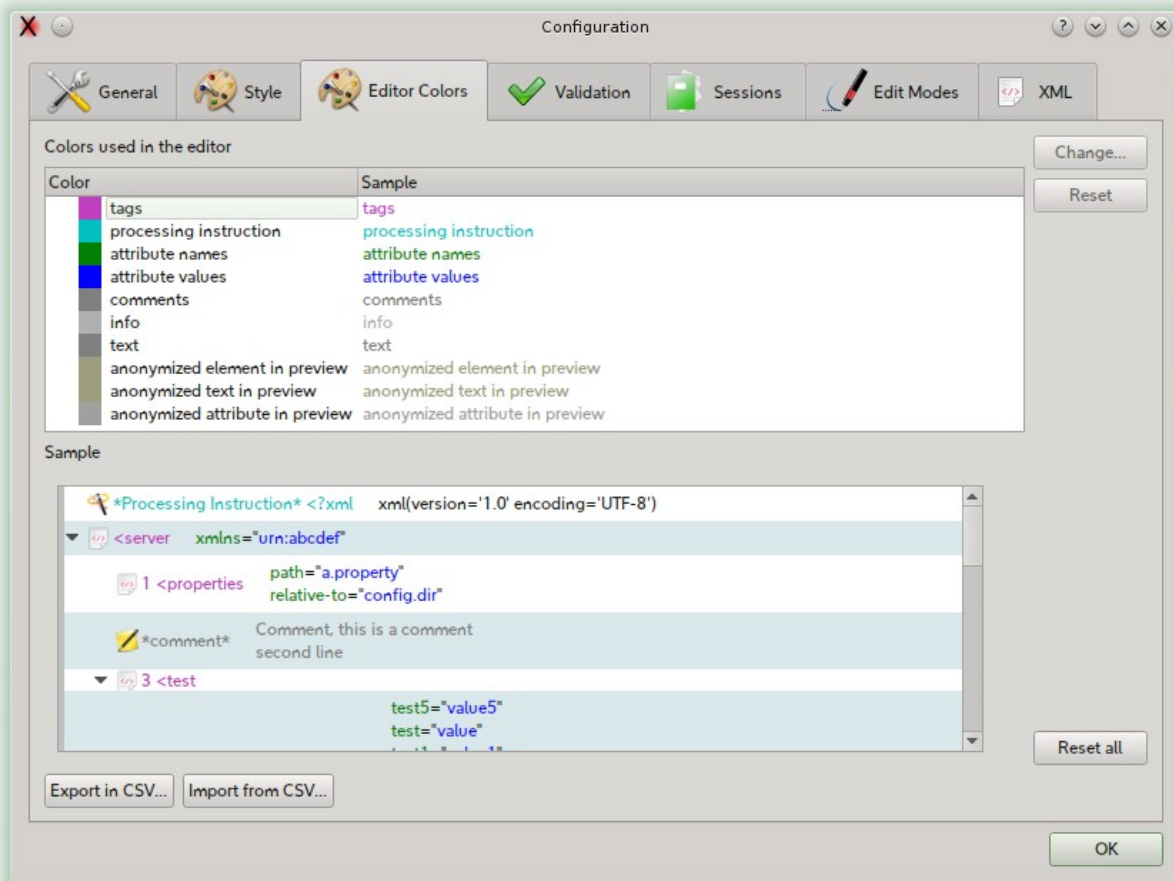 Configuration
General Style Editor Colors Validation Sessions Edit Modes XML
Colors used in the editor
Change...
Color Sample
Reset
tags tags
processing instruction processing instruction
attribute names attribute names
attribute values attribute values
comments comments
info info
text text
anonymized element in preview anonymized element in preview
anonymized text in preview anonymized text in preview
anonymized attribute in preview anonymized attribute in preview
Sample
*Processing Instruction* <?xml xml(version='1.0' encoding='UTF-8')
<server xmlns="urn:abcdef"
1 <properties path="a.property"
relative-to="config.dir"
*comment* Comment, this is a comment
second line
3 <test
test5="value5"
test="value"
Reset all
Export in CSV... Import from CSV...
OK